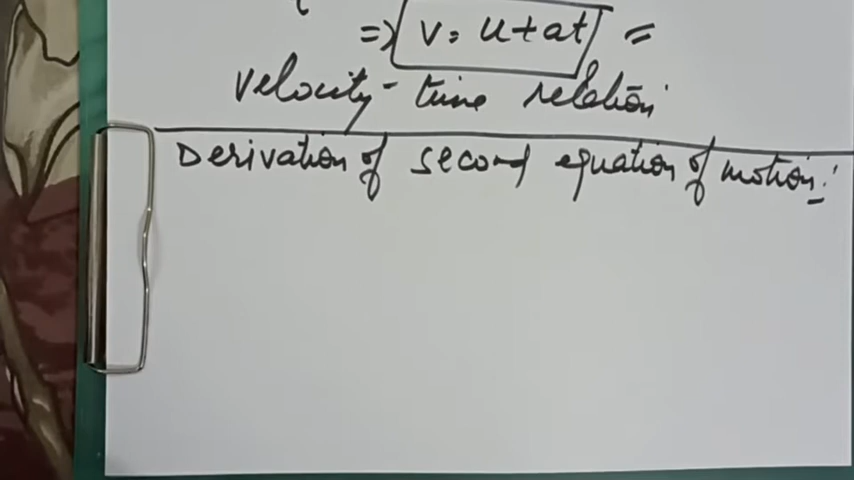 => v = u+at =
velocity - time relation
Derivation of second equation of motion: